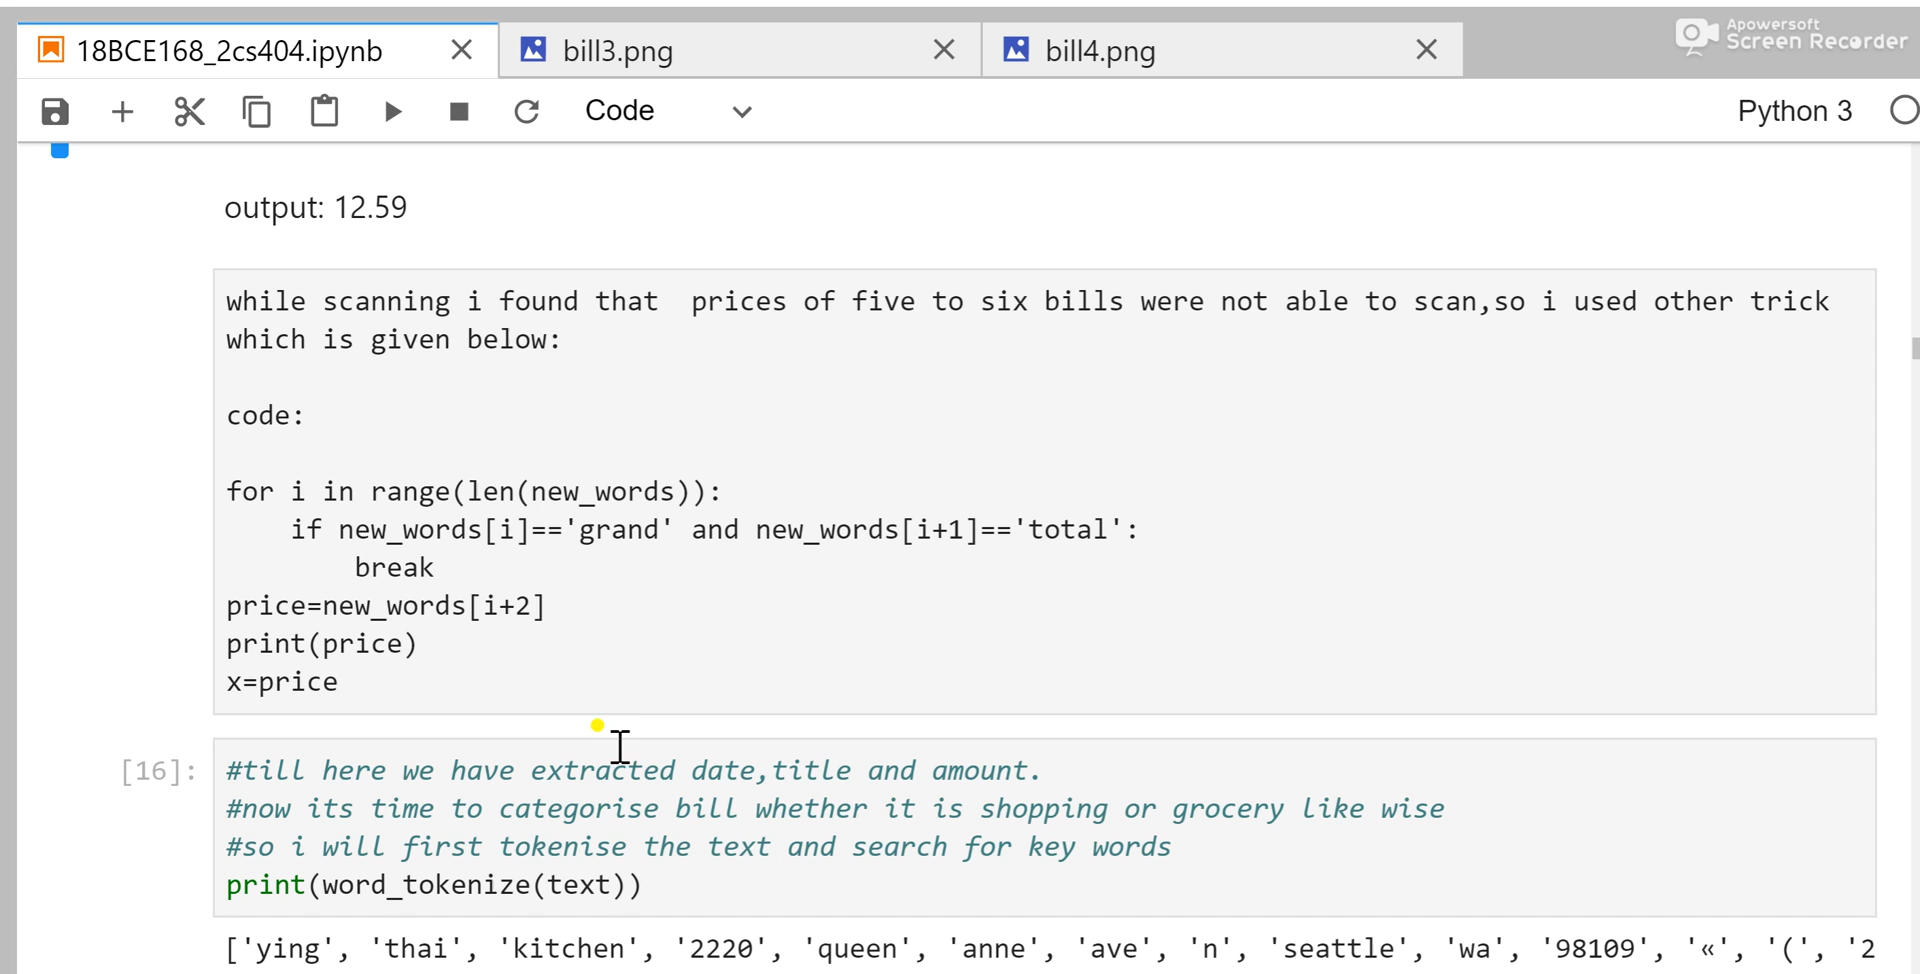 Apowersoft
Screen Recorder
18BCE168_2cs404.ipynb
bill3.png
bill4.png
Code
Python 3
output: 12.59
while scanning i found that  prices of five to six bills were not able to scan,so i used other trick
which is given below:
code:
for i in range(len(new_words)):
    if new_words[i]=='grand' and new_words[i+1]=='total':
        break
price=new_words[i+2]
print(price)
x=price
[16]:
#till here we have extracted date,title and amount.
#now its time to categorise bill whether it is shopping or grocery like wise
#so i will first tokenise the text and search for key words
print(word_tokenize(text))
['ying', 'thai', 'kitchen', '2220', 'queen', 'anne', 'ave', 'n', 'seattle', 'wa', '98109', '«', '(', '2